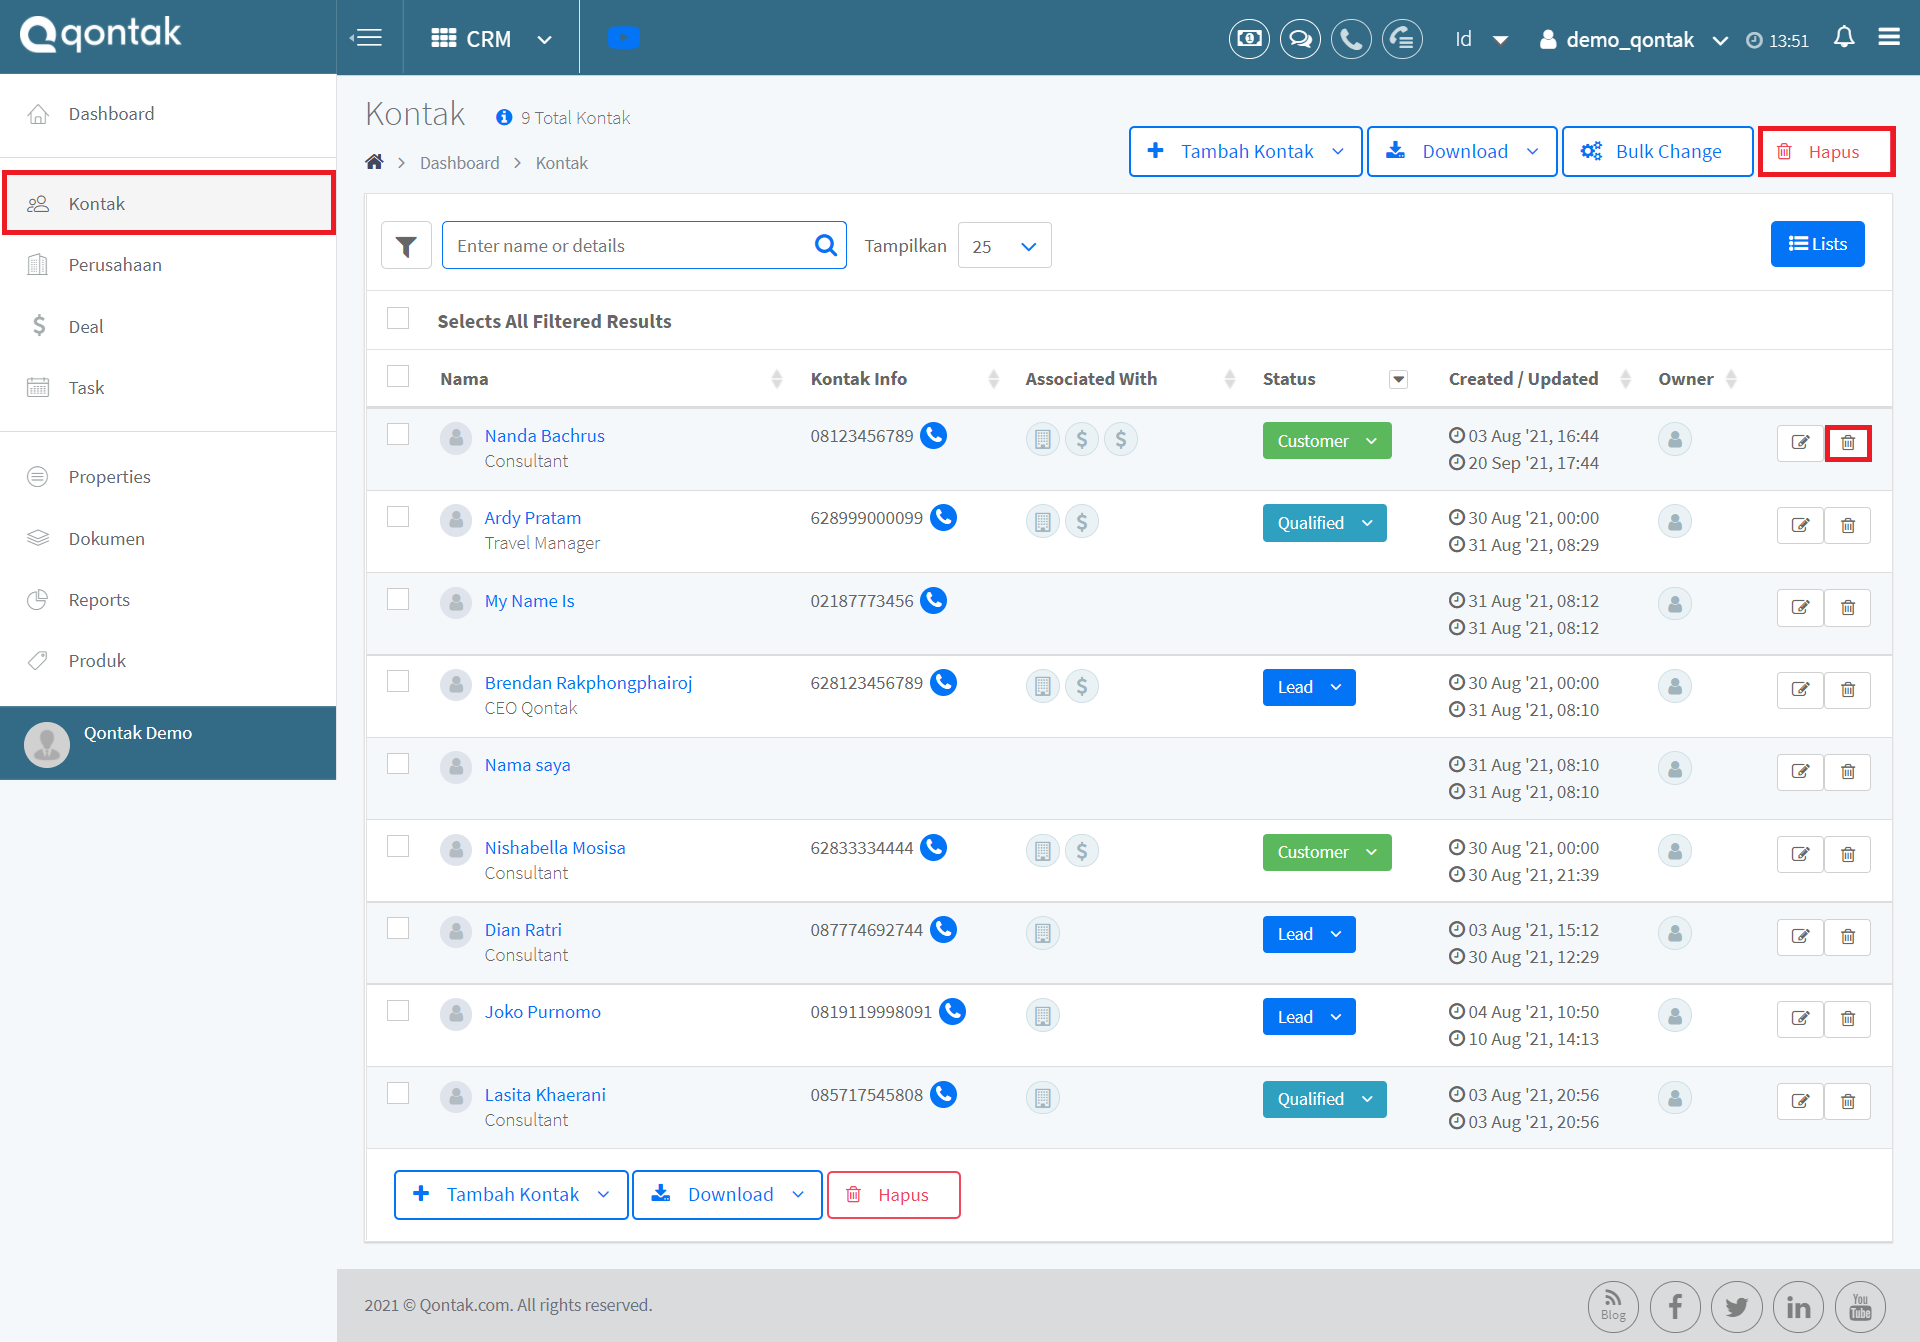 qontak
CRM
Id
demo_qontak
13:51
Dashboard
Kontak
Perusahaan
Deal
Task
Properties
Dokumen
Reports
Produk
Qontak Demo
Kontak
9 Total Kontak
Dashboard > Kontak
Tambah Kontak
Download
Bulk Change
Hapus
Enter name or details
Tampilkan
25
Lists
Selects All Filtered Results
Nama Kontak Info Associated With Status Created / Updated Owner
Nanda Bachrus 08123456789 Customer 03 Aug '21, 16:44
Consultant 20 Sep '21, 17:44
Ardy Pratam 628999000099 Qualified 30 Aug '21, 00:00
Travel Manager 31 Aug '21, 08:29
My Name Is 02187773456 31 Aug '21, 08:12
31 Aug '21, 08:12
Brendan Rakphongphairoj 628123456789 Lead 30 Aug '21, 00:00
CEO Qontak 31 Aug '21, 08:10
Nama saya 31 Aug '21, 08:10
31 Aug '21, 08:10
Nishabella Mosisa 62833334444 Customer 30 Aug '21, 00:00
Consultant 30 Aug '21, 21:39
Dian Ratri 087774692744 Lead 03 Aug '21, 15:12
Consultant 30 Aug '21, 12:29
Joko Purnomo 0819119998091 Lead 04 Aug '21, 10:50
10 Aug '21, 14:13
Lasita Khaerani 085717545808 Qualified 03 Aug '21, 20:56
Consultant 03 Aug '21, 20:56
Tambah Kontak
Download
Hapus
2021 © Qontak.com. All rights reserved.
Blog
You
Tube